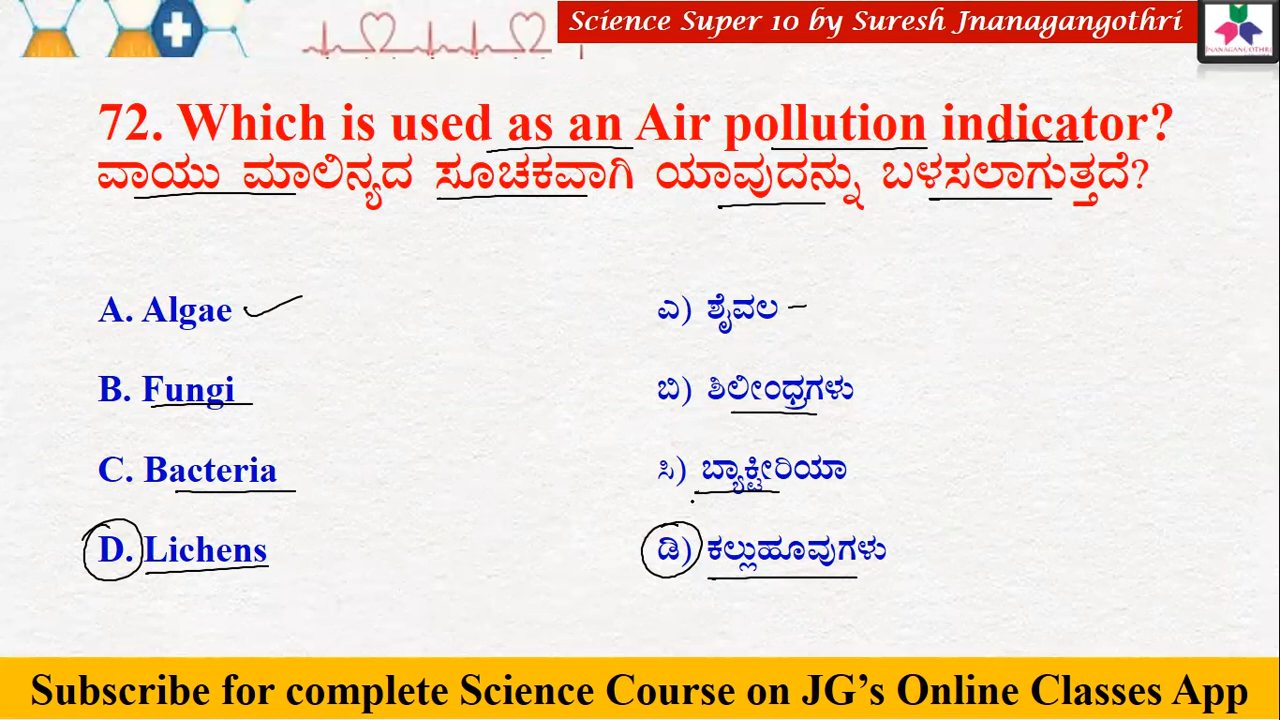 Science Super 10 by Suresh Jnanagangothri
JNANAGANGOTHRI
72. Which is used as an Air pollution indicator?
ವಾಯು ಮಾಲಿನ್ಯದ ಸೂಚಕವಾಗಿ ಯಾವುದನ್ನು ಬಳಸಲಾಗುತ್ತದೆ?
A. Algae
ಎ) ಶೈವಲ
B. Fungi
ಬಿ) ಶಿಲೀಂಧ್ರಗಳು
C. Bacteria
ಸಿ) ಬ್ಯಾಕ್ಟೀರಿಯಾ
D. Lichens
ಡಿ) ಕಲ್ಲುಹೂವುಗಳು
Subscribe for complete Science Course on JG’s Online Classes App